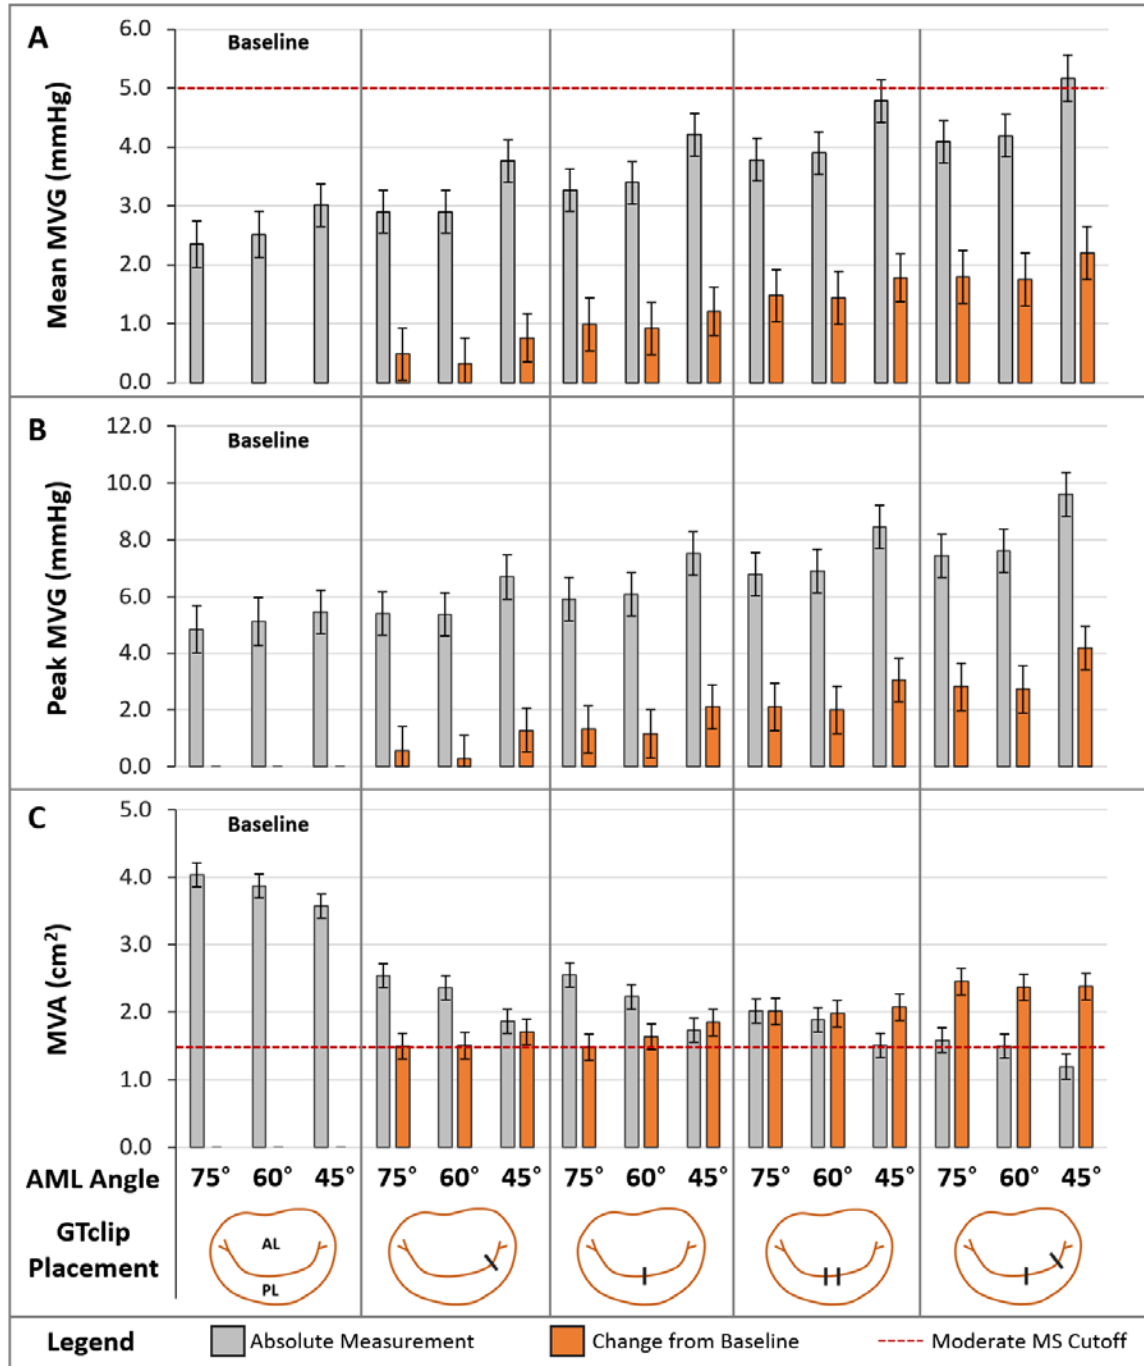 A
Mean MVG (mmHg)
6.0
5.0
4.0
3.0
2.0
1.0
0.0
Baseline
B
Peak MVG (mmHg)
12.0
10.0
8.0
6.0
4.0
2.0
0.0
Baseline
C
MVA (cm²)
5.0
4.0
3.0
2.0
1.0
0.0
Baseline
AML Angle 75° 60° 45° 75° 60° 45° 75° 60° 45° 75° 60° 45° 75° 60° 45°
GTclip
Placement
AL
PL
Legend Absolute Measurement Change from Baseline Moderate MS Cutoff